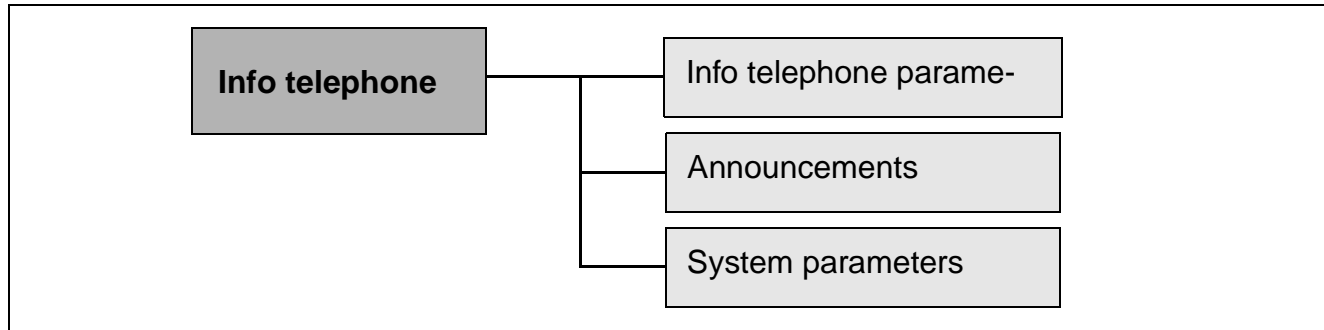 Info telephone
Info telephone parame-
Announcements
System parameters